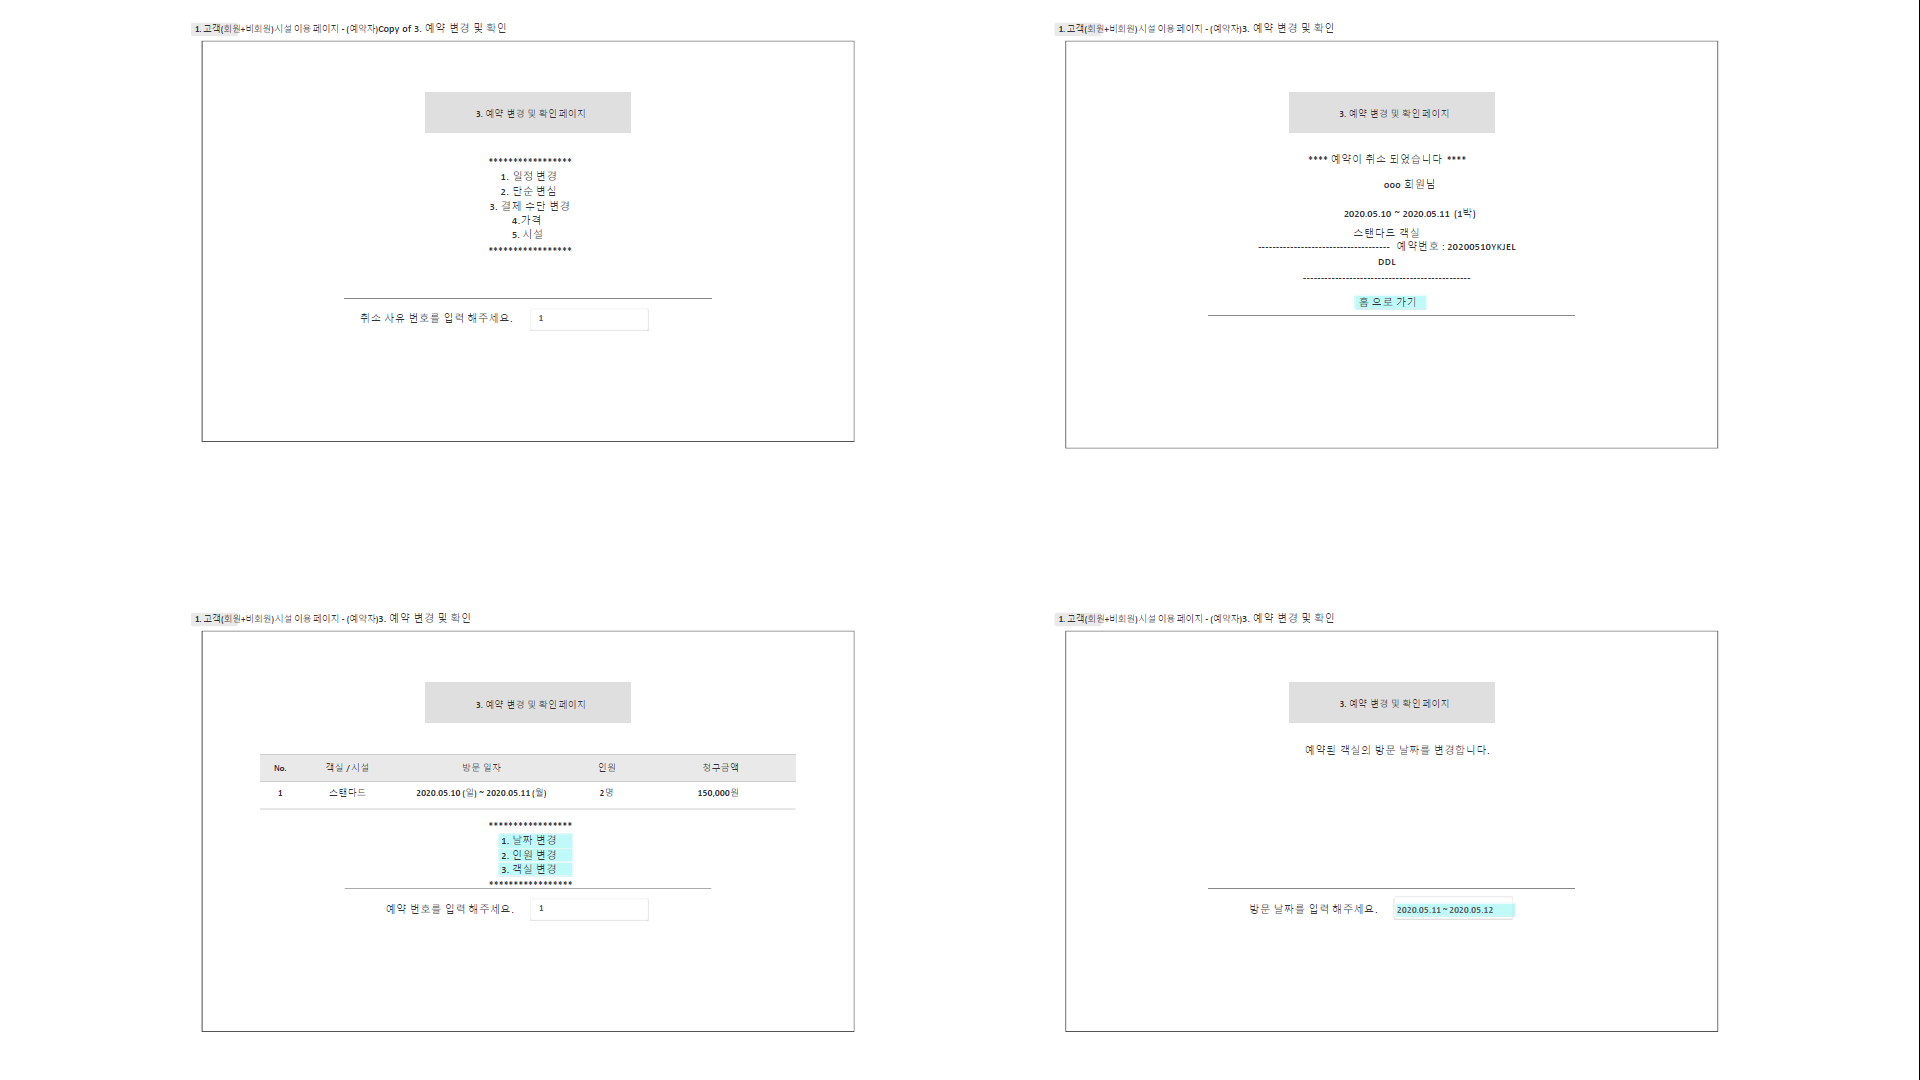 1. 고객(회원+비회원)시설 이용 페이지 - (예약자)Copy of 3. 예약 변경 및 확인
3. 예약 변경 및 확인 페이지
*****************
1. 일정 변경
2. 단순 변심
3. 결제 수단 변경
4.가격
5. 시설
*****************
취소 사유 번호를 입력 해주세요.
1
1. 고객(회원+비회원)시설 이용 페이지 - (예약자)3. 예약 변경 및 확인
3. 예약 변경 및 확인 페이지
**** 예약이 취소 되었습니다 ****
ooo 회원님
2020.05.10 ~ 2020.05.11 (1박)
스탠다드 객실
------------------------------------- 예약번호 : 20200510YKJEL
DDL
-----------------------------------------------
홈 으로 가기
1. 고객(회원+비회원)시설 이용 페이지 - (예약자)3. 예약 변경 및 확인
3. 예약 변경 및 확인 페이지
No. 객실 / 시설 방문 일자 인원 청구금액
1 스탠다드 2020.05.10 (일) ~ 2020.05.11 (월) 2명 150,000원
*****************
1. 날짜 변경
2. 인원 변경
3. 객실 변경
*****************
예약 번호를 입력 해주세요.
1
1. 고객(회원+비회원)시설 이용 페이지 - (예약자)3. 예약 변경 및 확인
3. 예약 변경 및 확인 페이지
예약된 객실의 방문 날짜를 변경합니다.
방문 날짜를 입력 해주세요.
2020.05.11 ~ 2020.05.12